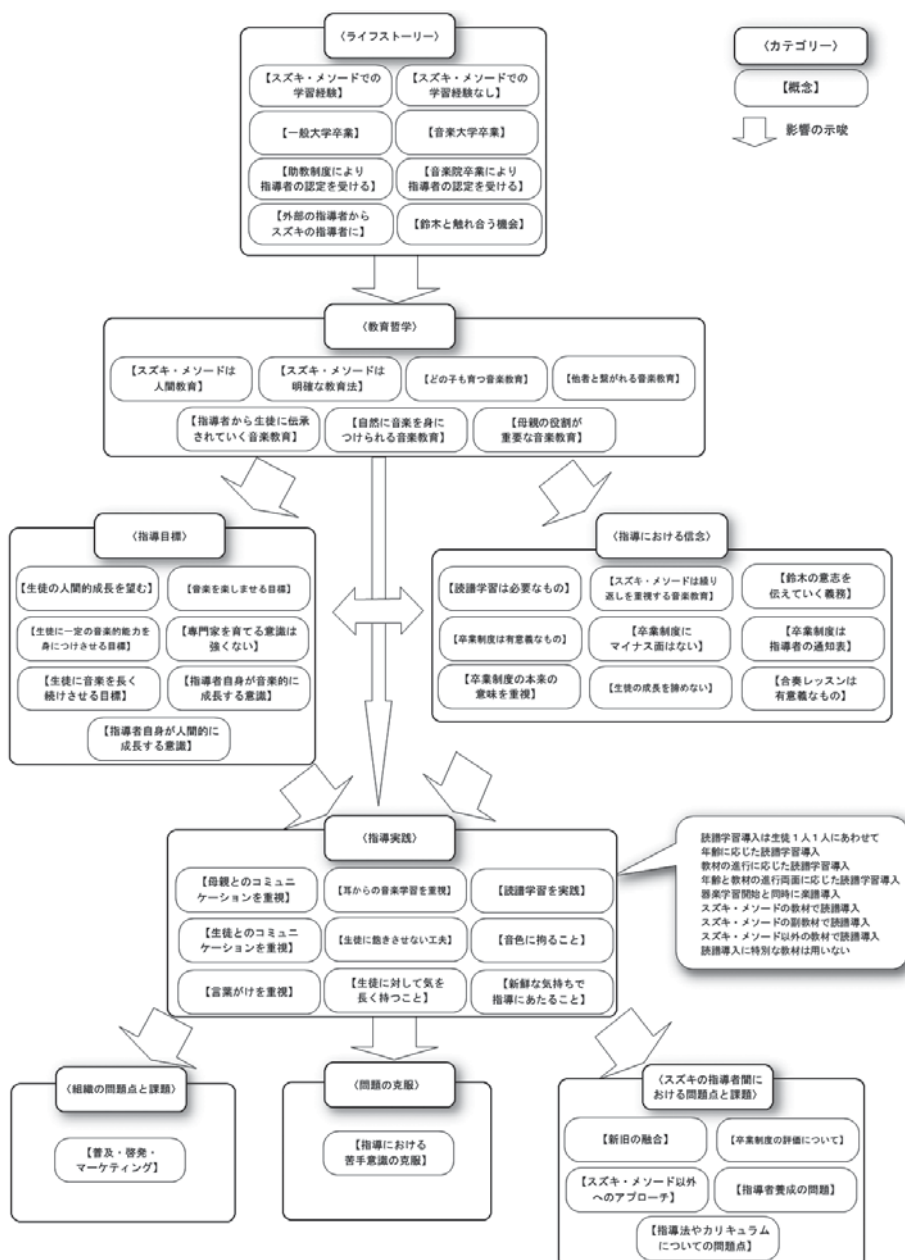 〈ライフストーリー〉
【スズキ・メソードでの
学習経験】
【スズキ・メソードでの
学習経験なし】
【一般大学卒業】
【音楽大学卒業】
【助教制度により
指導者の認定を受ける】
【音楽院卒業により
指導者の認定を受ける】
【外部の指導者から
スズキの指導者に】
【鈴木と触れ合う機会】
〈カテゴリー〉
【概念】
影響の示唆
〈教育哲学〉
【スズキ・メソードは
人間教育】
【スズキ・メソードは
明確な教育法】
【どの子も育つ音楽教育】
【他者と繋がれる音楽教育】
【指導者から生徒に伝承
されていく音楽教育】
【自然に音楽を身に
つけられる音楽教育】
【母親の役割が
重要な音楽教育】
〈指導目標〉
【生徒の人間的成長を望む】
【音楽を楽しませる目標】
【生徒に一定の音楽的能力を
身につけさせる目標】
【専門家を育てる意識は
強くない】
【生徒に音楽を長く
続けさせる目標】
【指導者自身が音楽的に
成長する意識】
【指導者自身が人間的に
成長する意識】
〈指導における信念〉
【読譜学習は必要なもの】
【スズキ・メソードは繰り
返しを重視する音楽教育】
【鈴木の意志を
伝えていく義務】
【卒業制度は有意義なもの】
【卒業制度に
マイナス面はない】
【卒業制度は
指導者の通知表】
【卒業制度の本来の
意味を重視】
【生徒の成長を諦めない】
【合奏レッスンは
有意義なもの】
〈指導実践〉
【母親とのコミュニ
ケーションを重視】
【耳からの音楽学習を重視】
【読譜学習を実践】
【生徒とのコミュニ
ケーションを重視】
【生徒に飽きさせない工夫】
【音色に拘ること】
【言葉がけを重視】
【生徒に対して気を
長く持つこと】
【新鮮な気持ちで
指導にあたること】
読譜学習導入は生徒1人1人にあわせて
年齢に応じた読譜学習導入
教材の進行に応じた読譜学習導入
年齢と教材の進行両面に応じた読譜学習導入
器楽学習開始と同時に楽譜導入
スズキ・メソードの教材で読譜導入
スズキ・メソードの副教材で読譜導入
スズキ・メソード以外の教材で読譜導入
読譜導入に特別な教材は用いない
〈組織の問題点と課題〉
【普及・啓発・
マーケティング】
〈問題の克服〉
【指導における
苦手意識の克服】
〈スズキの指導者間に
おける問題点と課題〉
【新旧の融合】
【卒業制度の評価について】
【スズキ・メソード以外
へのアプローチ】
【指導者養成の問題】
【指導法やカリキュラム
についての問題点】